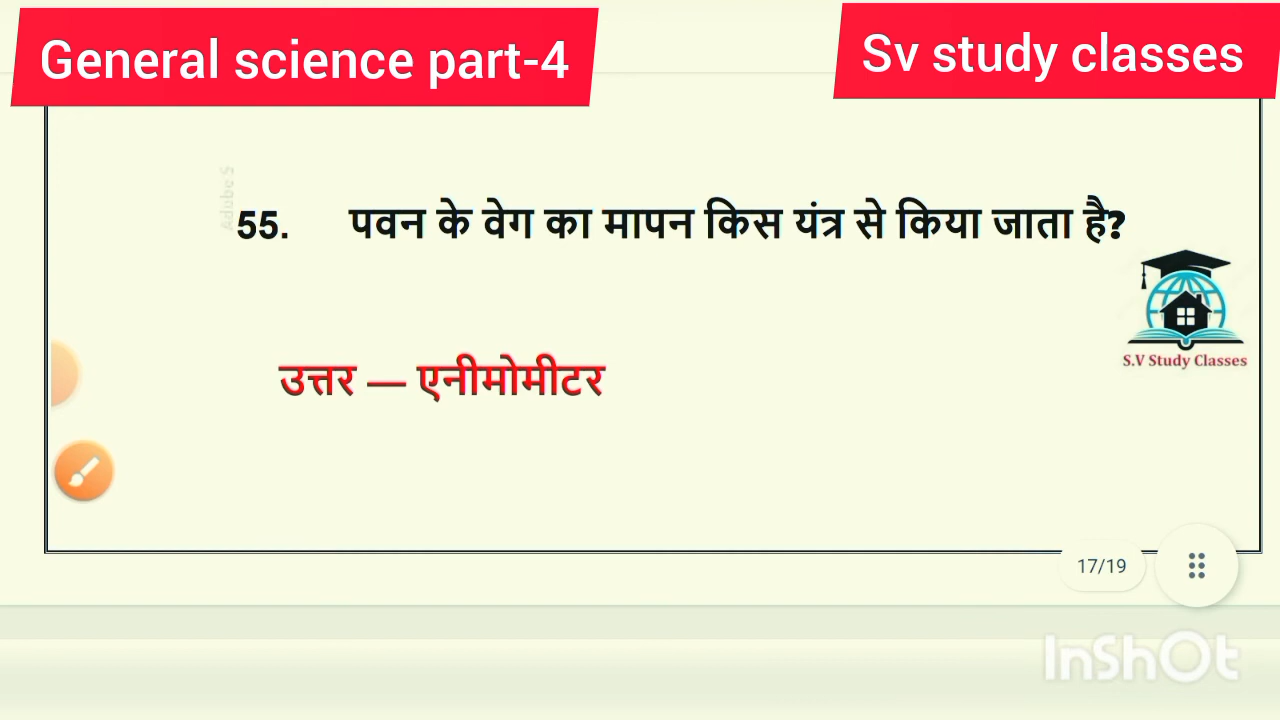 General science part-4
Sv study classes
Adobe S
55. पवन के वेग का मापन किस यंत्र से किया जाता है?
S.V Study Classes
उत्तर — एनीमोमीटर
17/19
InShOt